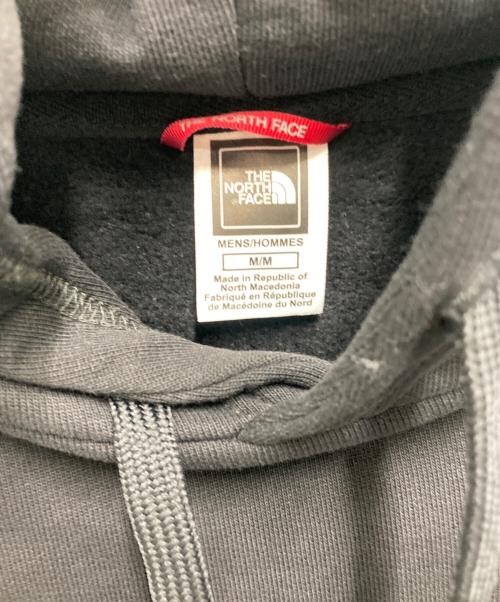 THE NORTH FACE
THE
NORTH
FACE
MENS/HOMMES
M/M
Made in Republic of
North Macedonia
Fabriqué en République
de Macédoine du Nord